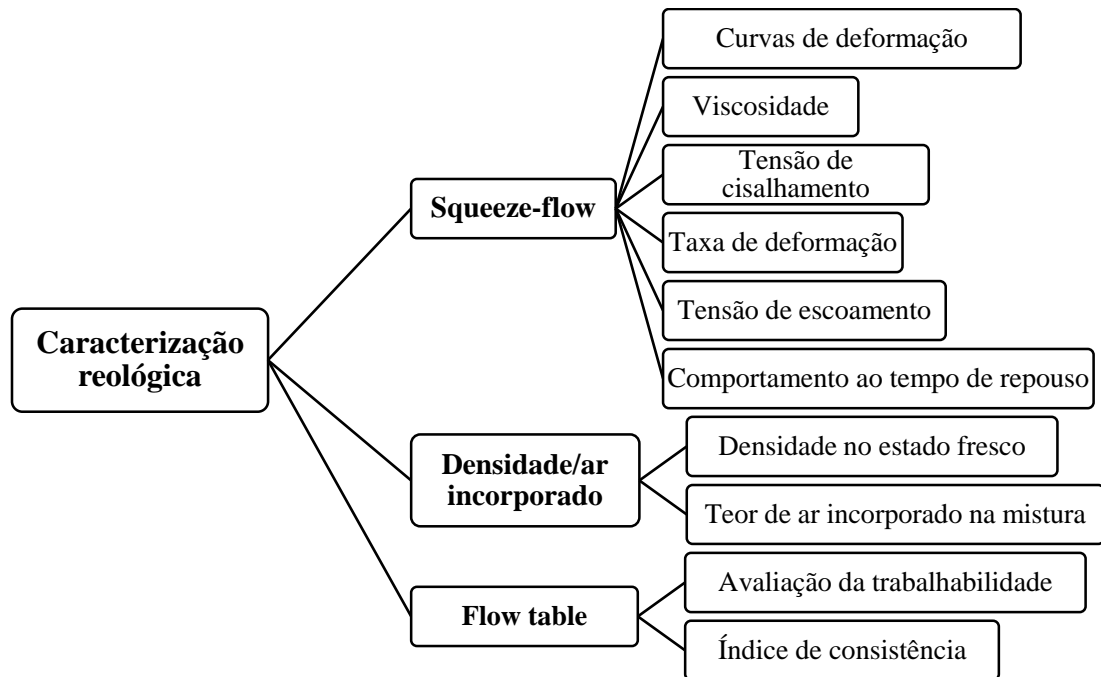 Caracterização
reológica
Squeeze-flow
Curvas de deformação
Viscosidade
Tensão de
cisalhamento
Taxa de deformação
Tensão de escoamento
Comportamento ao tempo de repouso
Densidade/ar
incorporado
Densidade no estado fresco
Teor de ar incorporado na mistura
Flow table
Avaliação da trabalhabilidade
Índice de consistência